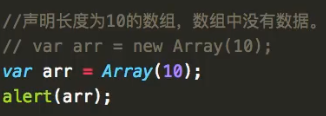 //声明长度为10的数组，数组中没有数据。
// var arr = new Array(10);
var arr = Array(10);
alert(arr);